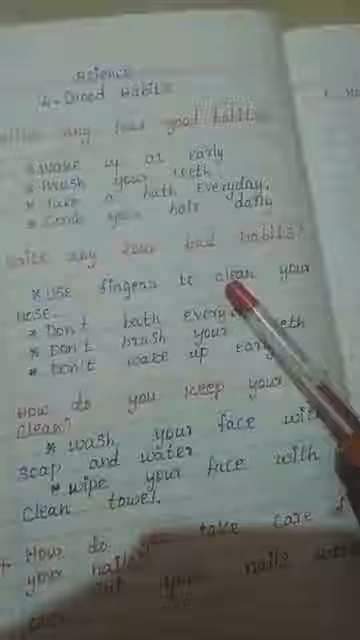 Science
4. Good Habits
Write any four good habits
* Wake up at early
* Brush your teeth
* Take a bath everyday.
* Comb your hair daily
Write any four bad habits?
* Use fingers to clean your
nose.
* Don't bath every
* Don't brush your teeth
* Don't wake up early
How do you keep your
Clean?
* wash your face with
soap and water
* wipe your face with
clean towel.
How do take care
your nails
your nails